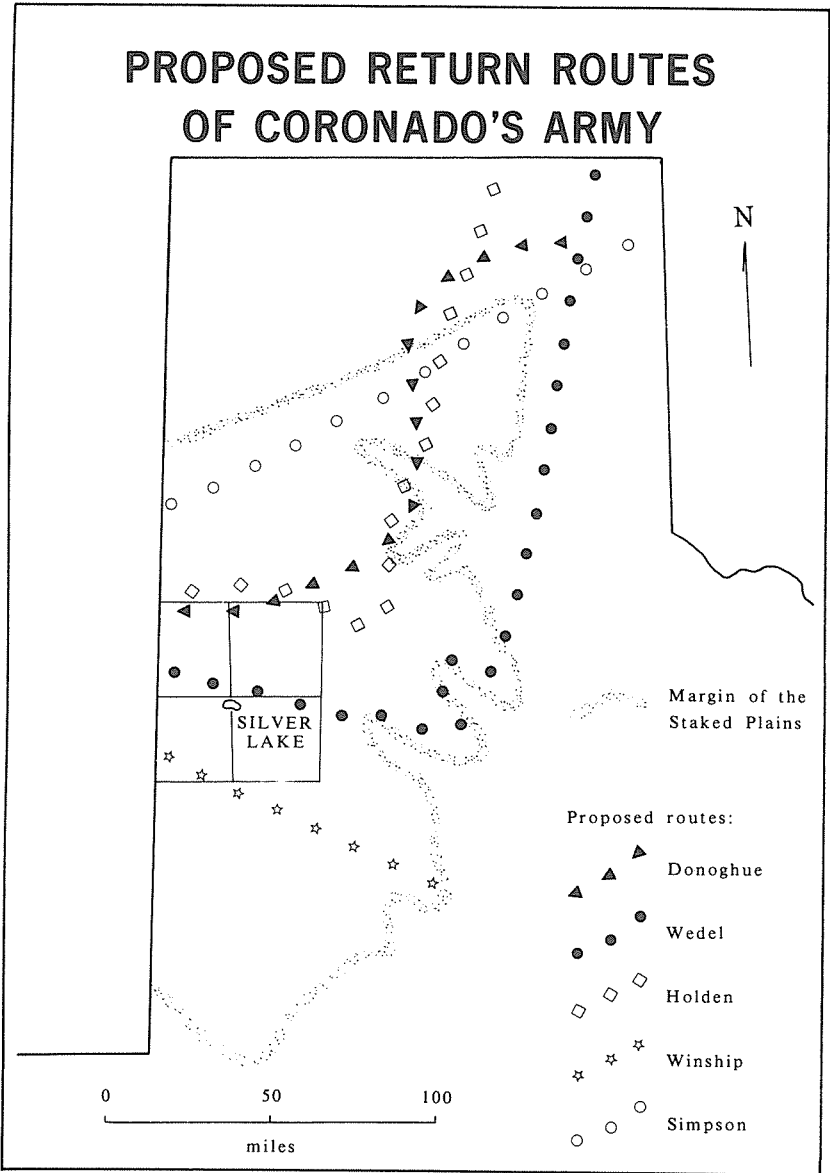 PROPOSED RETURN ROUTES
OF CORONADO'S ARMY
N
SILVER
LAKE
Margin of the
Staked Plains
Proposed routes:
Donoghue
Wedel
Holden
Winship
Simpson
0 50 100
miles